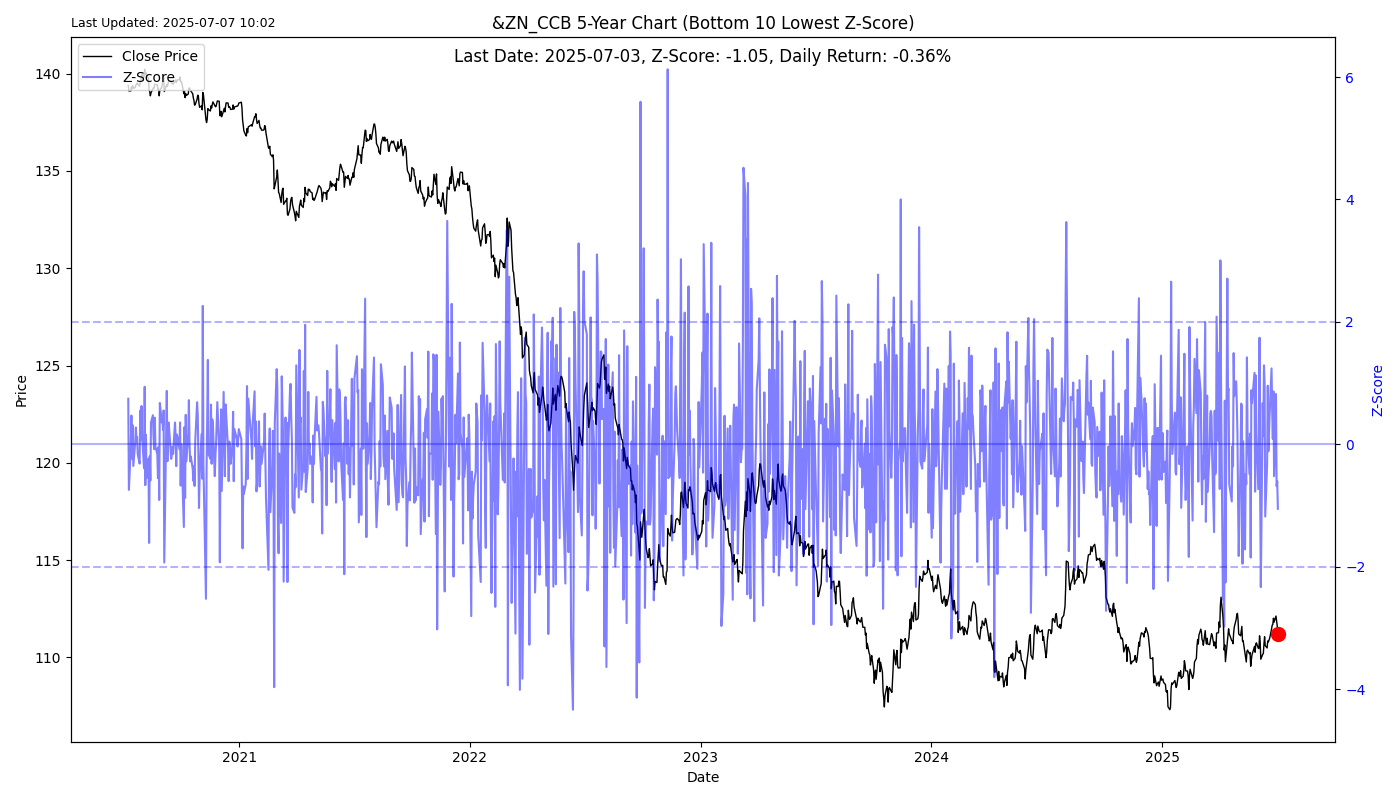 Last Updated: 2025-07-07 10:02
&ZN_CCB 5-Year Chart (Bottom 10 Lowest Z-Score)
Last Date: 2025-07-03, Z-Score: -1.05, Daily Return: -0.36%
Close Price
Z-Score
140
135
130
125
120
115
110
Price
6
4
2
0
−2
−4
Z-Score
2021
2022
2023
2024
2025
Date